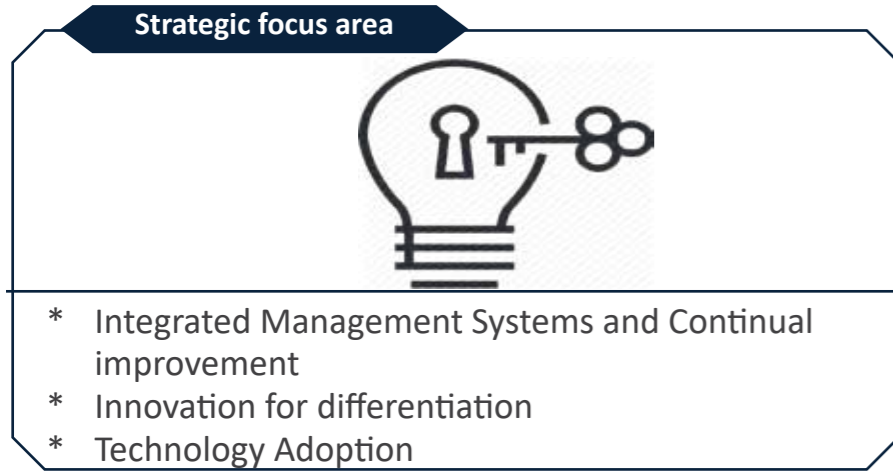 Strategic focus area
* Integrated Management Systems and Continual
improvement
* Innovation for differentiation
* Technology Adoption